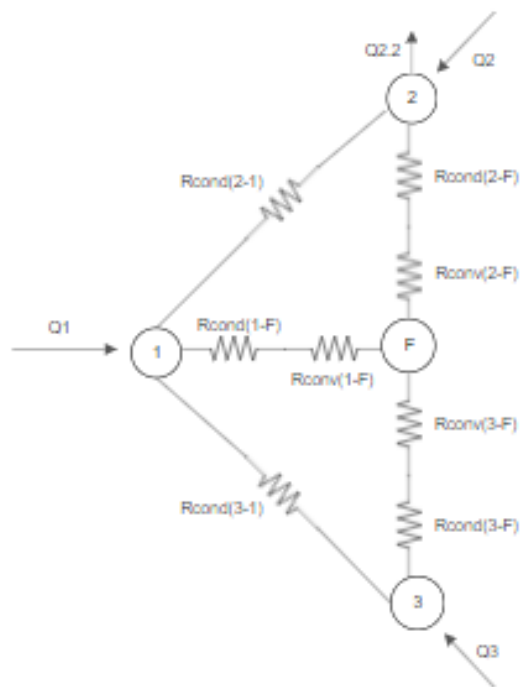 Q2.2
Q2
2
Rcond(2-1)
Rcond(2-F)
Rconv(2-F)
Q1
Rcond(1-F)
1
F
Rconv(1-F)
Rconv(3-F)
Rcond(3-1)
Rcond(3-F)
3
Q3